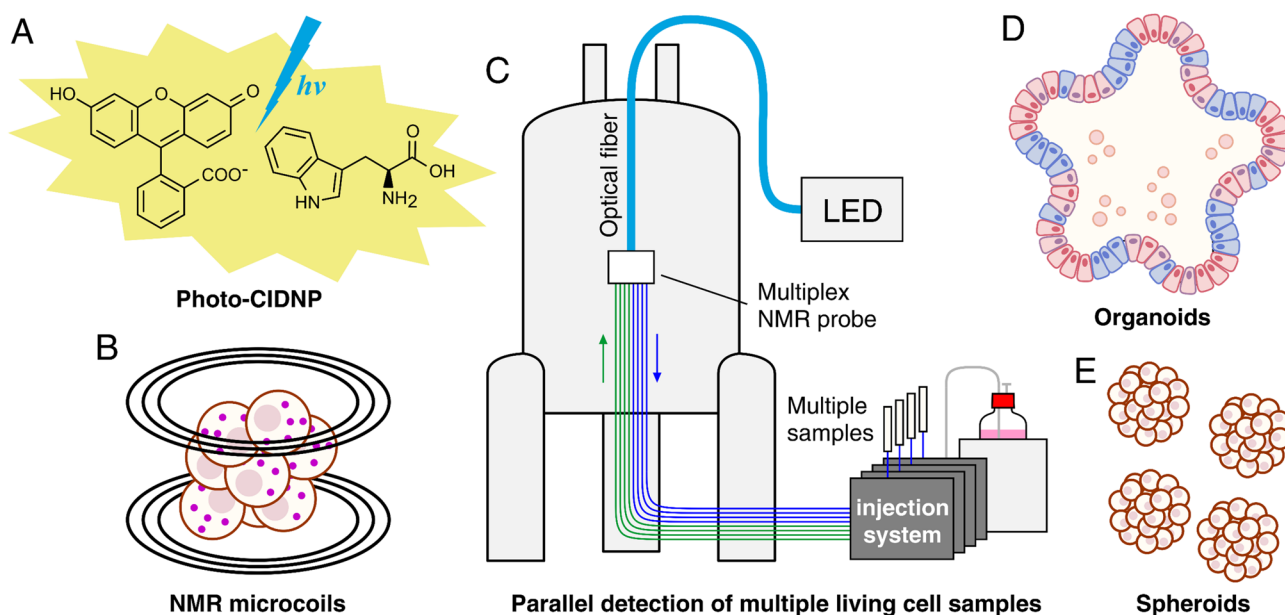 A
hν
HO
O
O
COO-
O
OH
HN
NH2
Photo-CIDNP
B
NMR microcoils
C
Optical fiber
LED
Multiplex
NMR probe
Multiple
samples
injection
system
Parallel detection of multiple living cell samples
D
Organoids
E
Spheroids